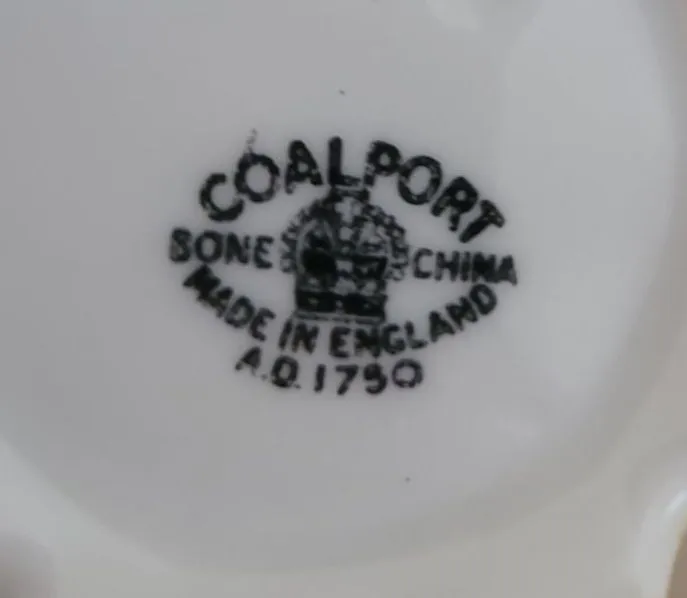 COALPORT
BONE CHINA
MADE IN ENGLAND
A.D. 1750